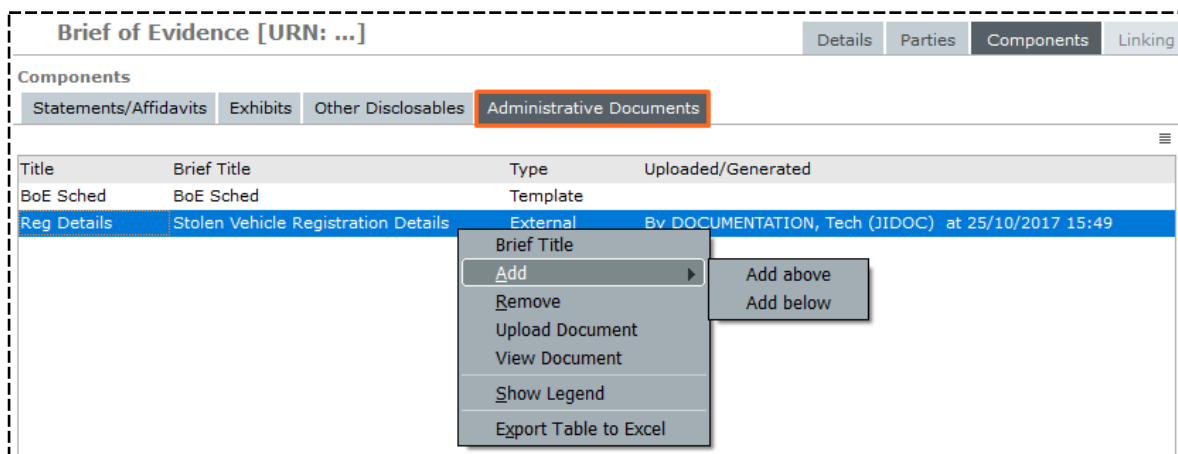 Brief of Evidence [URN: ...]
Details Parties Components Linking
Components
Statements/Affidavits Exhibits Other Disclosables Administrative Documents
Title Brief Title Type Uploaded/Generated
BoE Sched BoE Sched Template
Reg Details Stolen Vehicle Registration Details External By DOCUMENTATION, Tech (JIDOC) at 25/10/2017 15:49
Brief Title
Add
Add above
Remove
Add below
Upload Document
View Document
Show Legend
Export Table to Excel